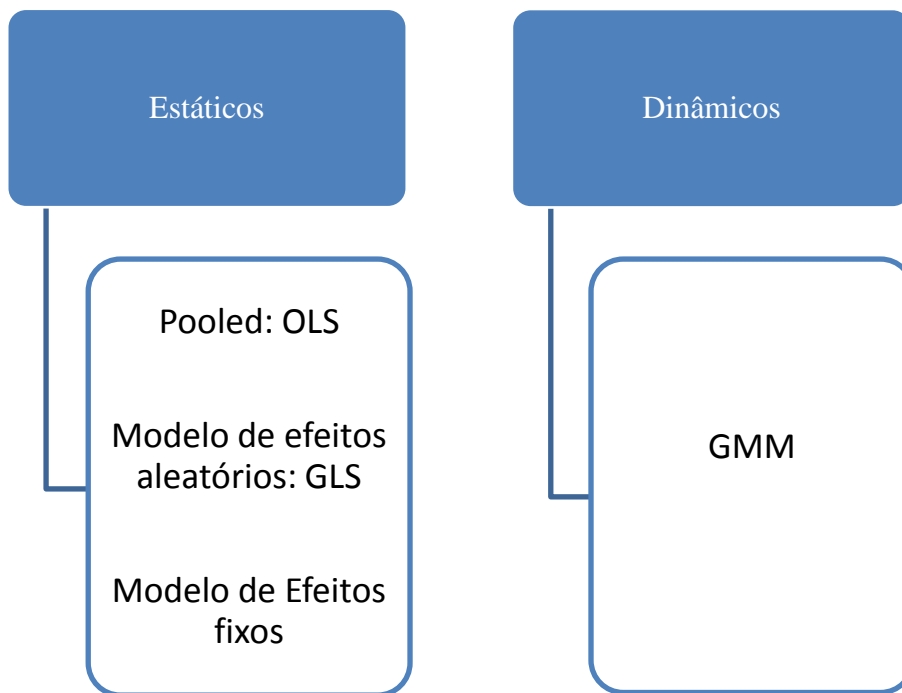 Estáticos
Pooled: OLS
Modelo de efeitos
aleatórios: GLS
Modelo de Efeitos
fixos
Dinâmicos
GMM